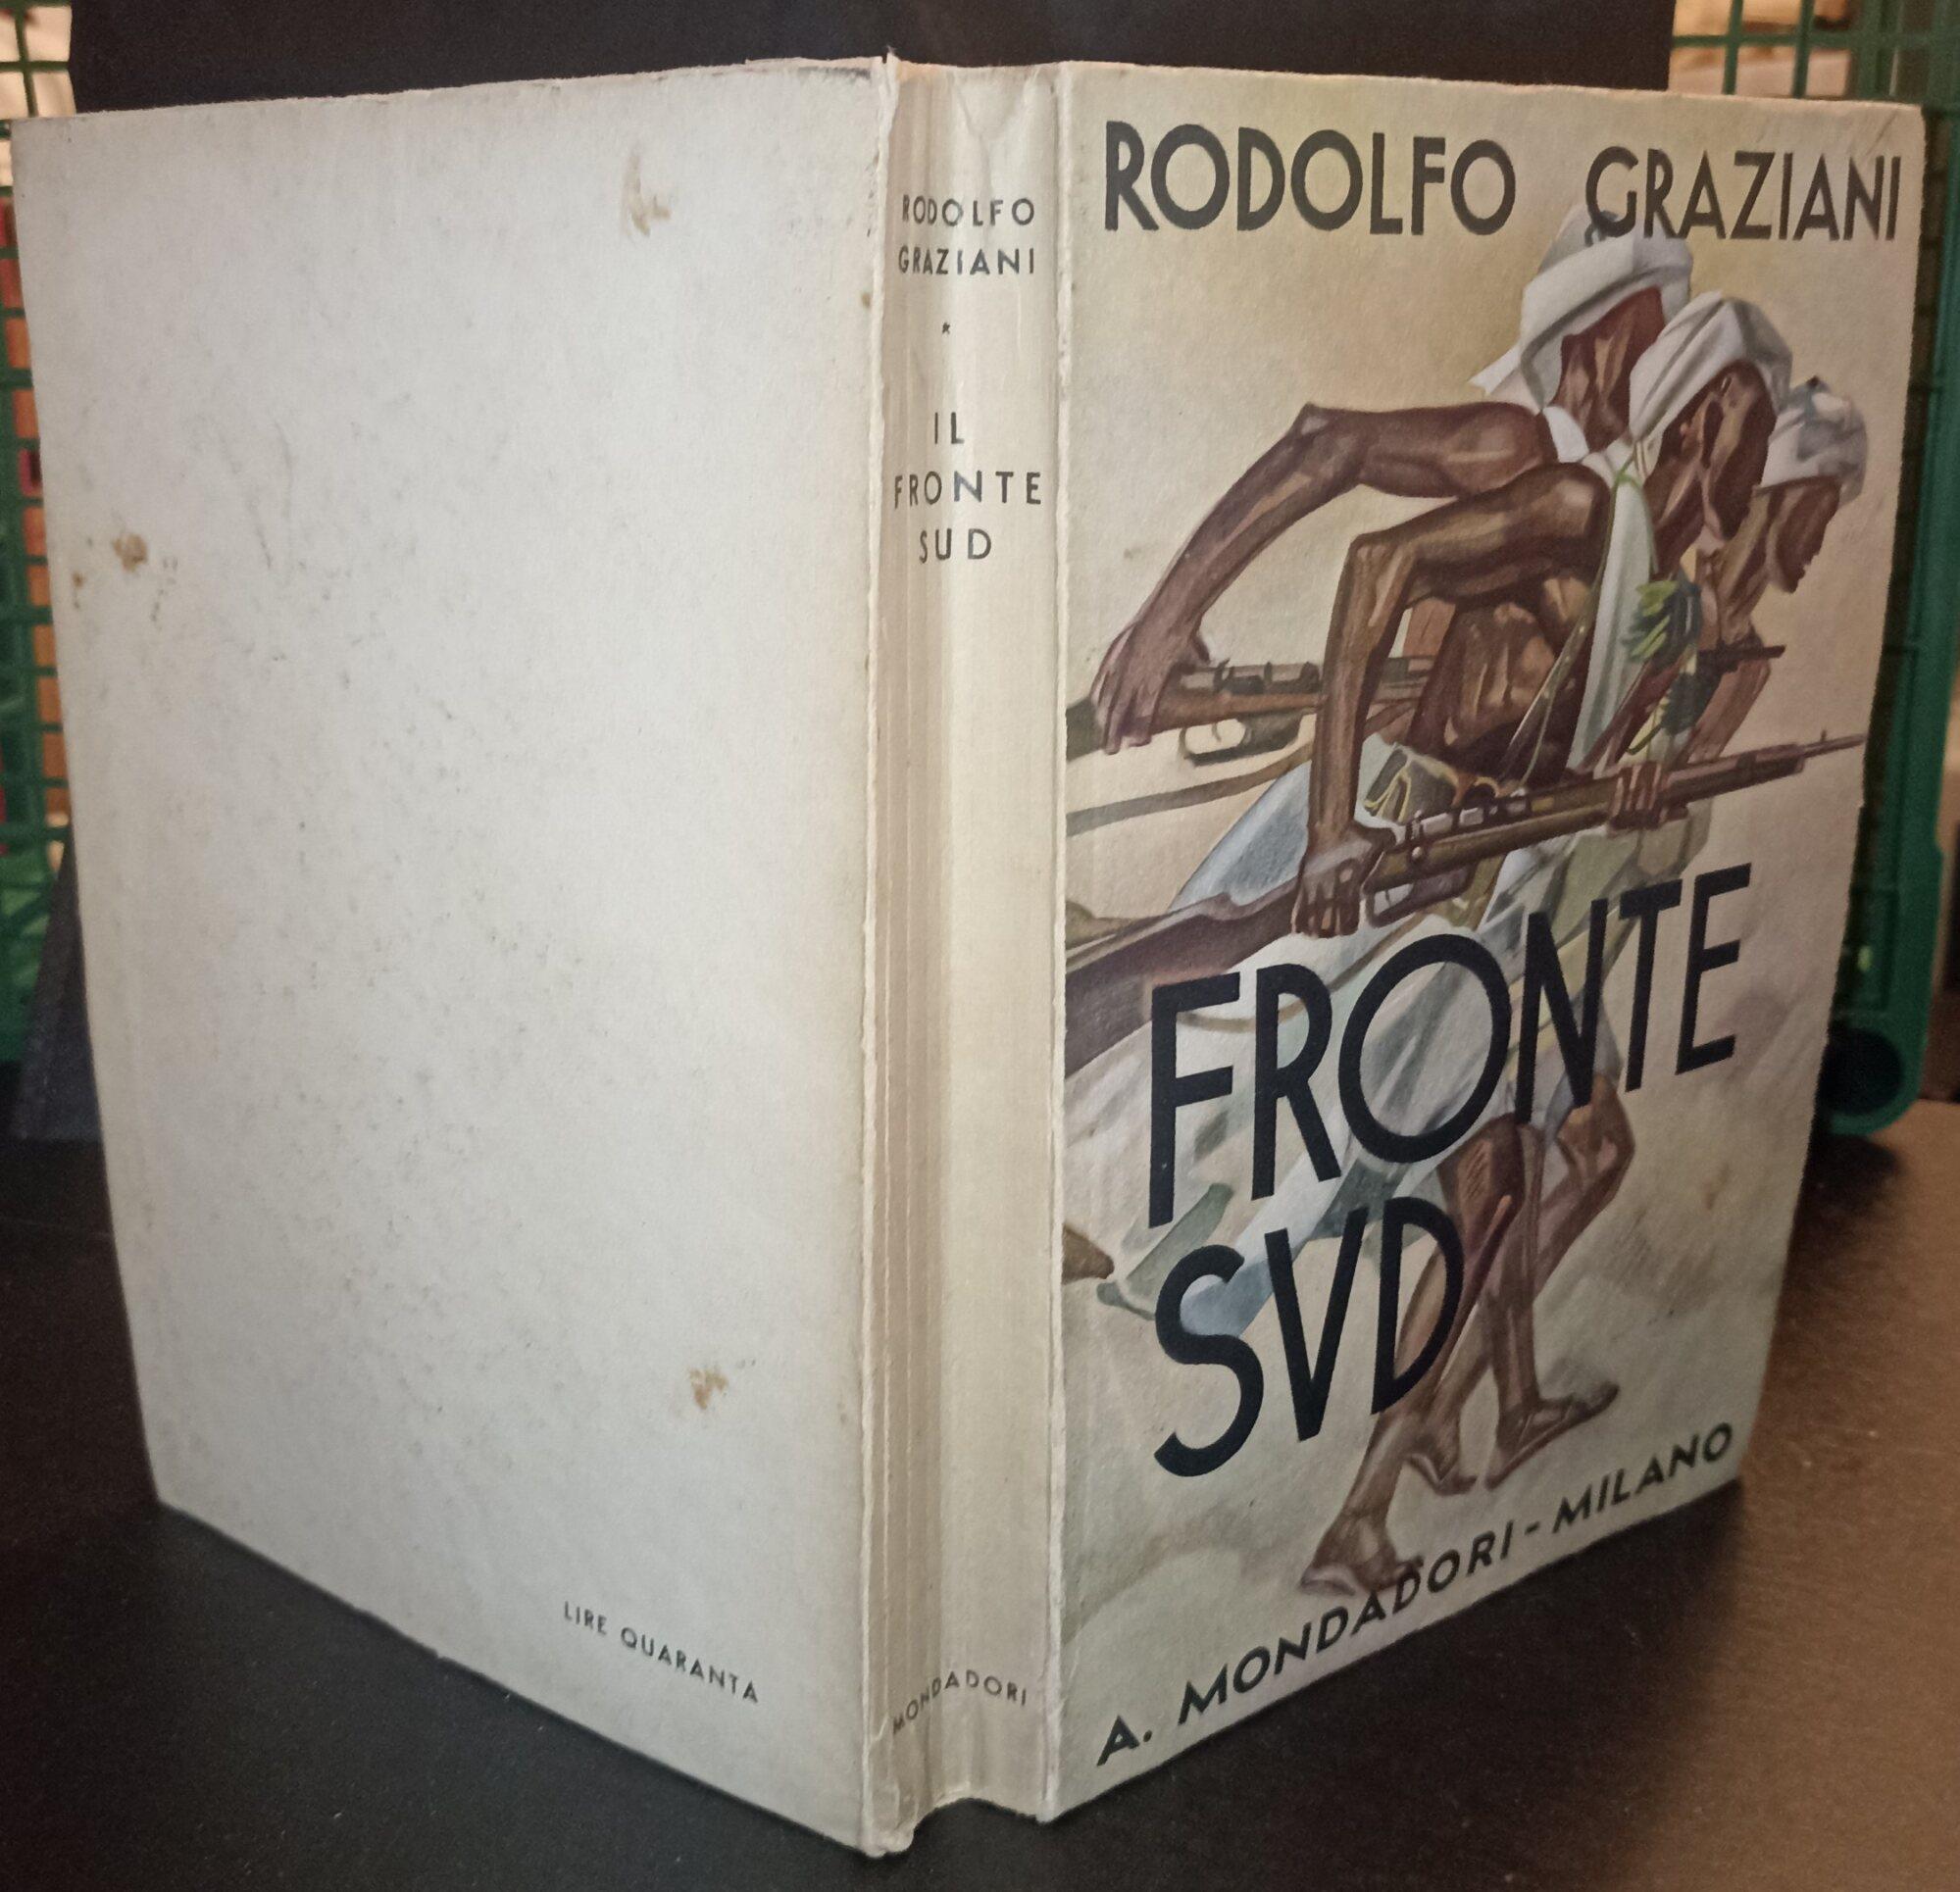 LIRE QUARANTA
RODOLFO
GRAZIANI
*
IL
FRONTE
SUD
MONDADORI
RODOLFO GRAZIANI
FRONTE
SVD
A. MONDADORI - MILANO